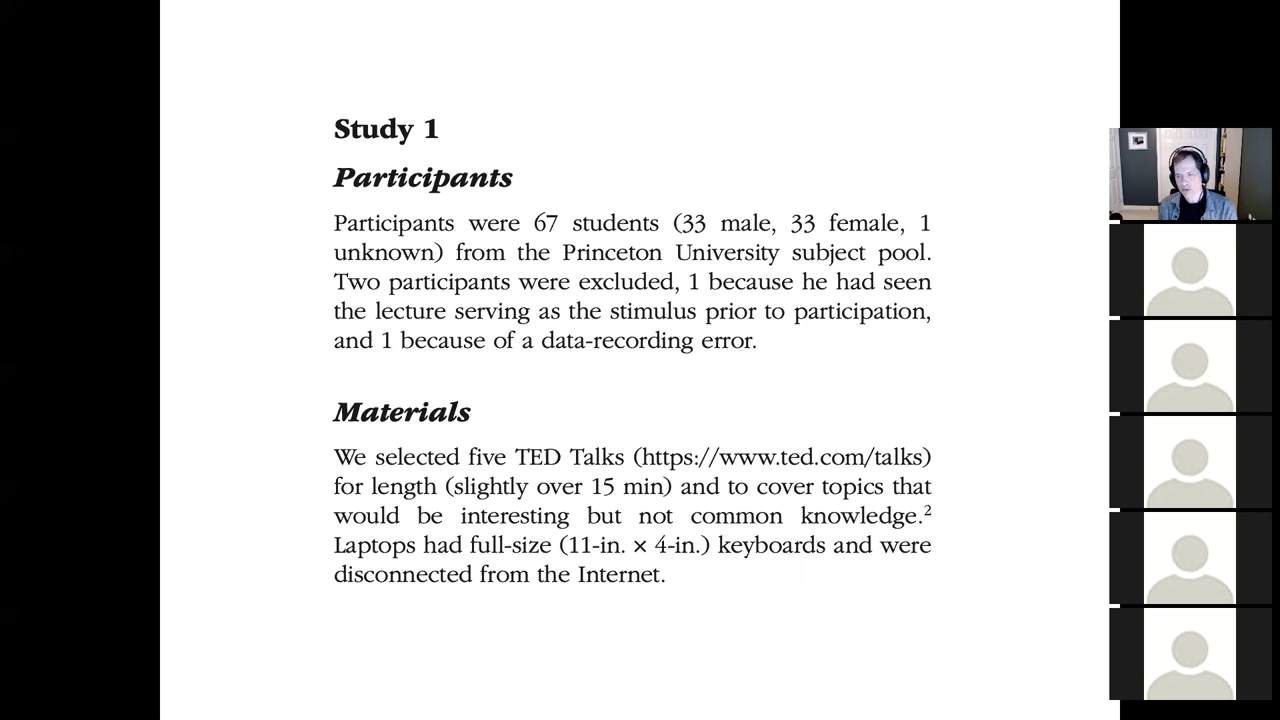 Study 1
Participants
Participants were 67 students (33 male, 33 female, 1
unknown) from the Princeton University subject pool.
Two participants were excluded, 1 because he had seen
the lecture serving as the stimulus prior to participation,
and 1 because of a data-recording error.
Materials
We selected five TED Talks (https://www.ted.com/talks)
for length (slightly over 15 min) and to cover topics that
would be interesting but not common knowledge.²
Laptops had full-size (11-in. × 4-in.) keyboards and were
disconnected from the Internet.